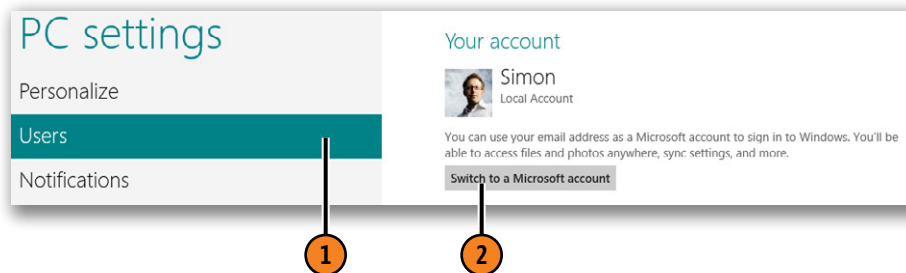 PC settings
Personalize
Users
Notifications
Your account
Simon
Local Account
You can use your email address as a Microsoft account to sign in to Windows. You'll be
able to access files and photos anywhere, sync settings, and more.
Switch to a Microsoft account
1
2